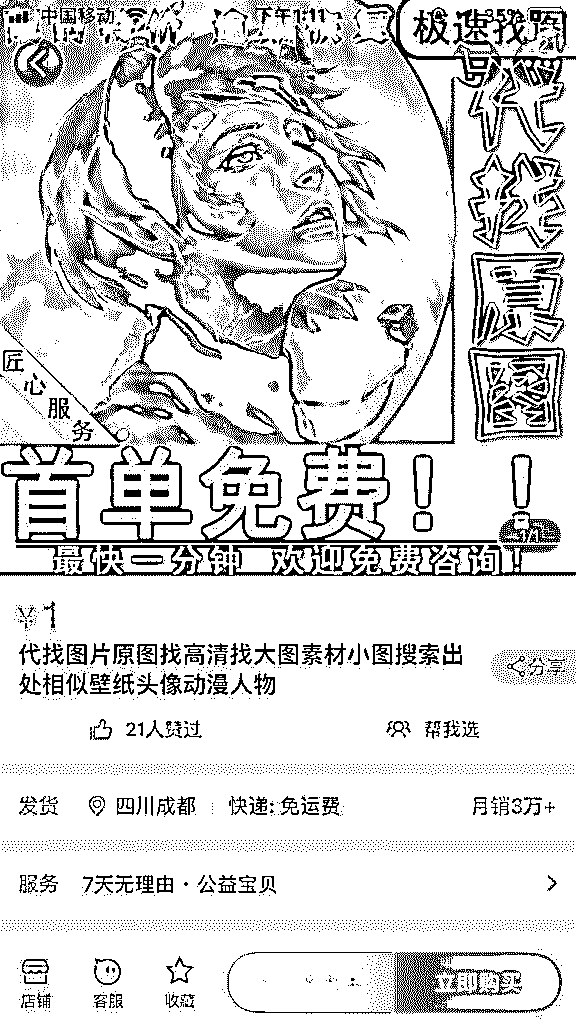 中国移动
下午1:11
35%
极速找图
代找原图
匠心服务
首单免费！！
1/1
最快一分钟 欢迎免费咨询！
¥1
代找图片原图找高清找大图素材小图搜索出
处相似壁纸头像动漫人物
分享
21人赞过
帮我选
发货 四川成都 快递: 免运费 月销3万+
服务 7天无理由 · 公益宝贝
店铺 客服 收藏 立即购买